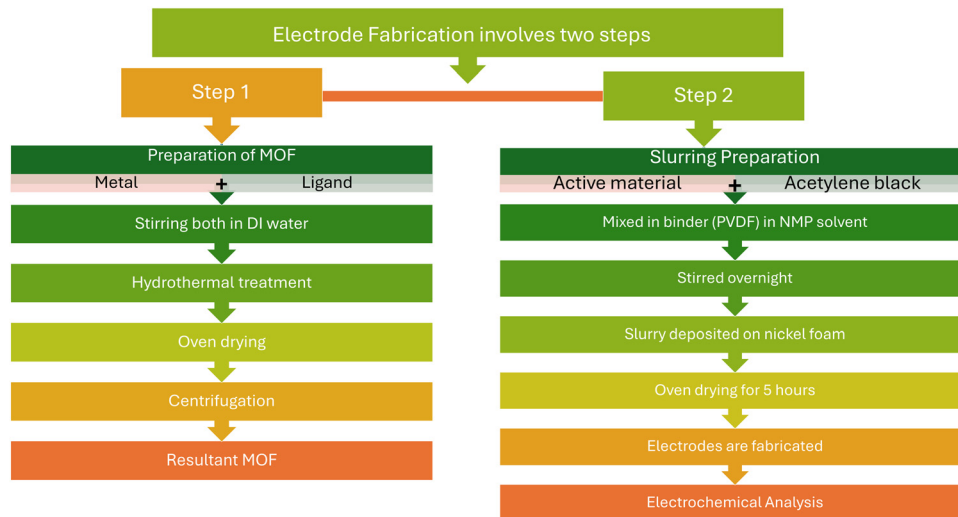 Electrode Fabrication involves two steps
Step 1
Preparation of MOF
Metal + Ligand
Stirring both in DI water
Hydrothermal treatment
Oven drying
Centrifugation
Resultant MOF
Step 2
Slurring Preparation
Active material + Acetylene black
Mixed in binder (PVDF) in NMP solvent
Stirred overnight
Slurry deposited on nickel foam
Oven drying for 5 hours
Electrodes are fabricated
Electrochemical Analysis